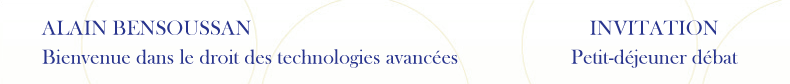 ALAIN BENSOUSSAN
Bienvenue dans le droit des technologies avancées
INVITATION
Petit-déjeuner débat